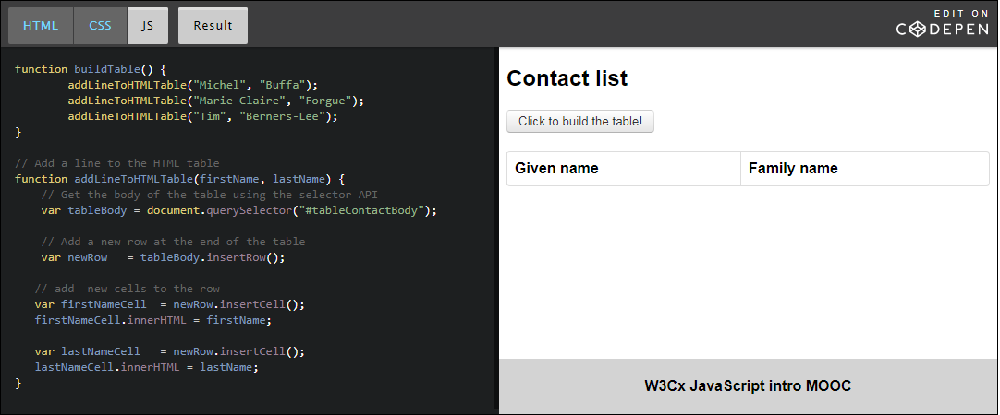 HTML CSS JS Result
EDIT ON
CODEPEN
function buildTable() {
        addLineToHTMLTable("Michel", "Buffa");
        addLineToHTMLTable("Marie-Claire", "Forgue");
        addLineToHTMLTable("Tim", "Berners-Lee");
}

// Add a line to the HTML table
function addLineToHTMLTable(firstName, lastName) {
    // Get the body of the table using the selector API
    var tableBody = document.querySelector("#tableContactBody");

    // Add a new row at the end of the table
    var newRow   = tableBody.insertRow();

   // add  new cells to the row
   var firstNameCell  = newRow.insertCell();
   firstNameCell.innerHTML = firstName;

   var lastNameCell   = newRow.insertCell();
   lastNameCell.innerHTML = lastName;
}
Contact list
Click to build the table!
Given name Family name
W3Cx JavaScript intro MOOC